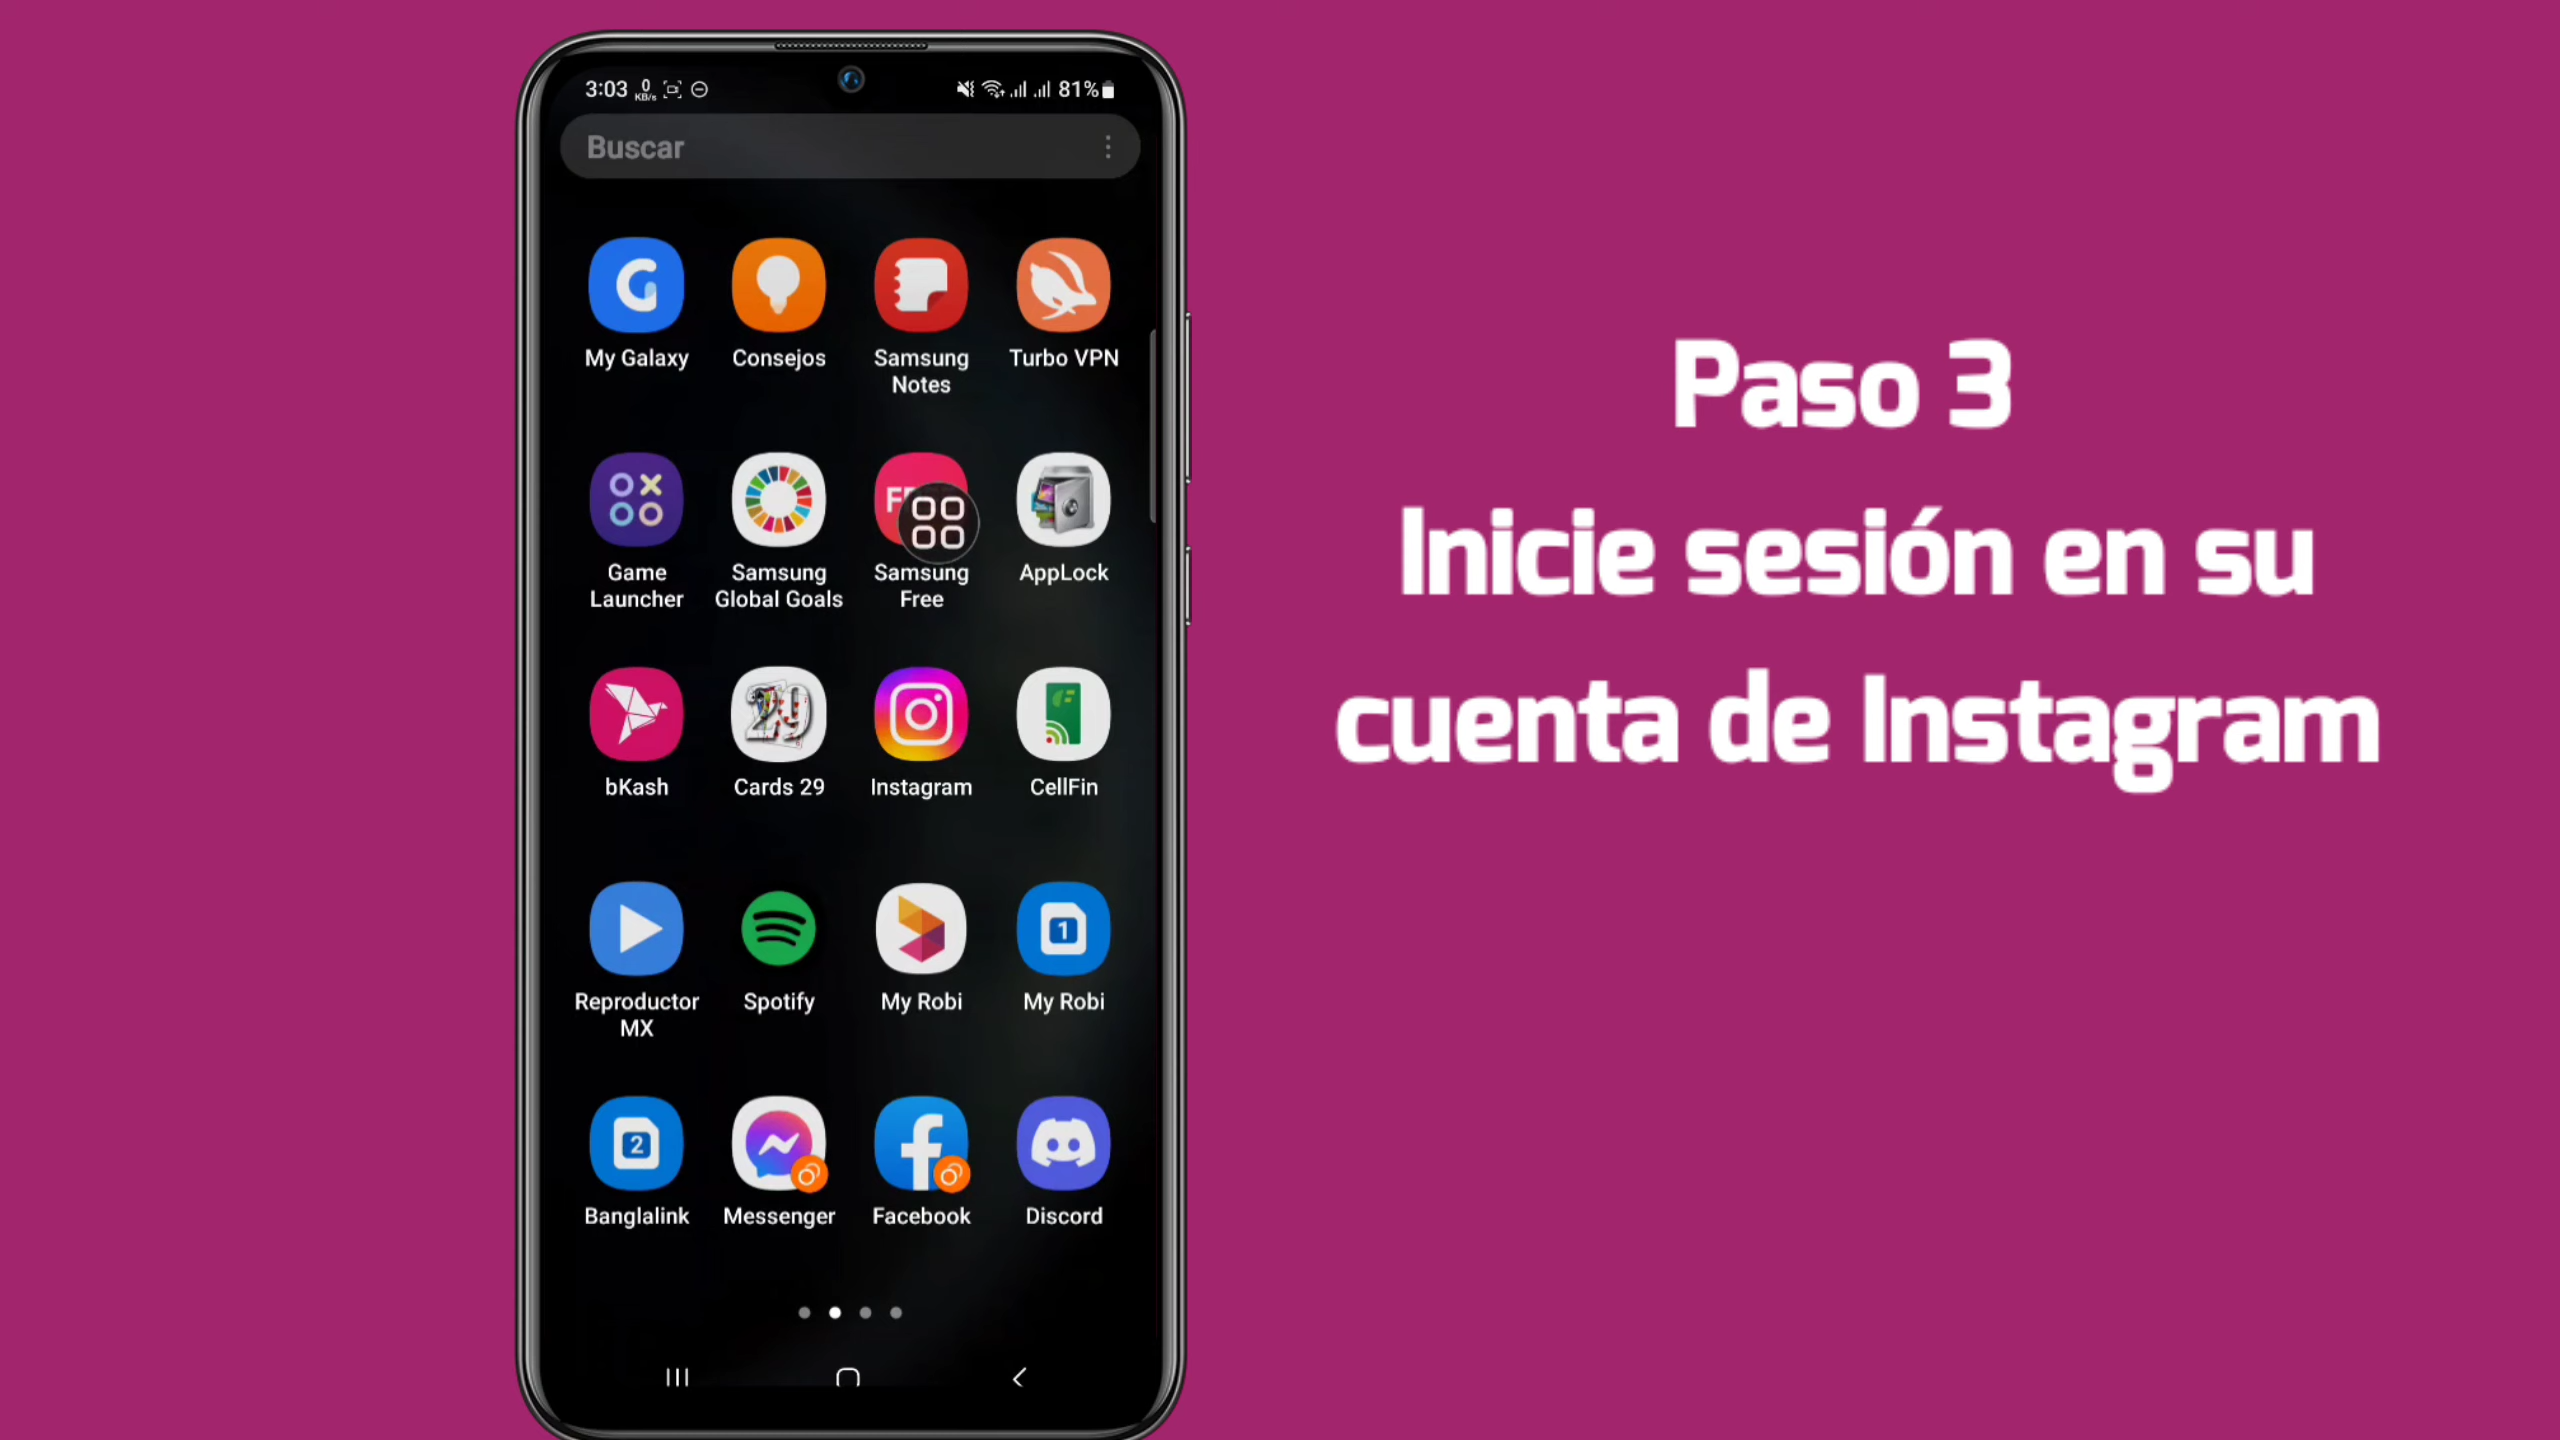 3:03 0 KB/s 81%
Buscar
My Galaxy Consejos Samsung Turbo VPN
Notes
Game Samsung Samsung AppLock
Launcher Global Goals Free
bKash Cards 29 Instagram CellFin
Reproductor Spotify My Robi My Robi
MX
Banglalink Messenger Facebook Discord
Paso 3
Inicie sesión en su
cuenta de Instagram